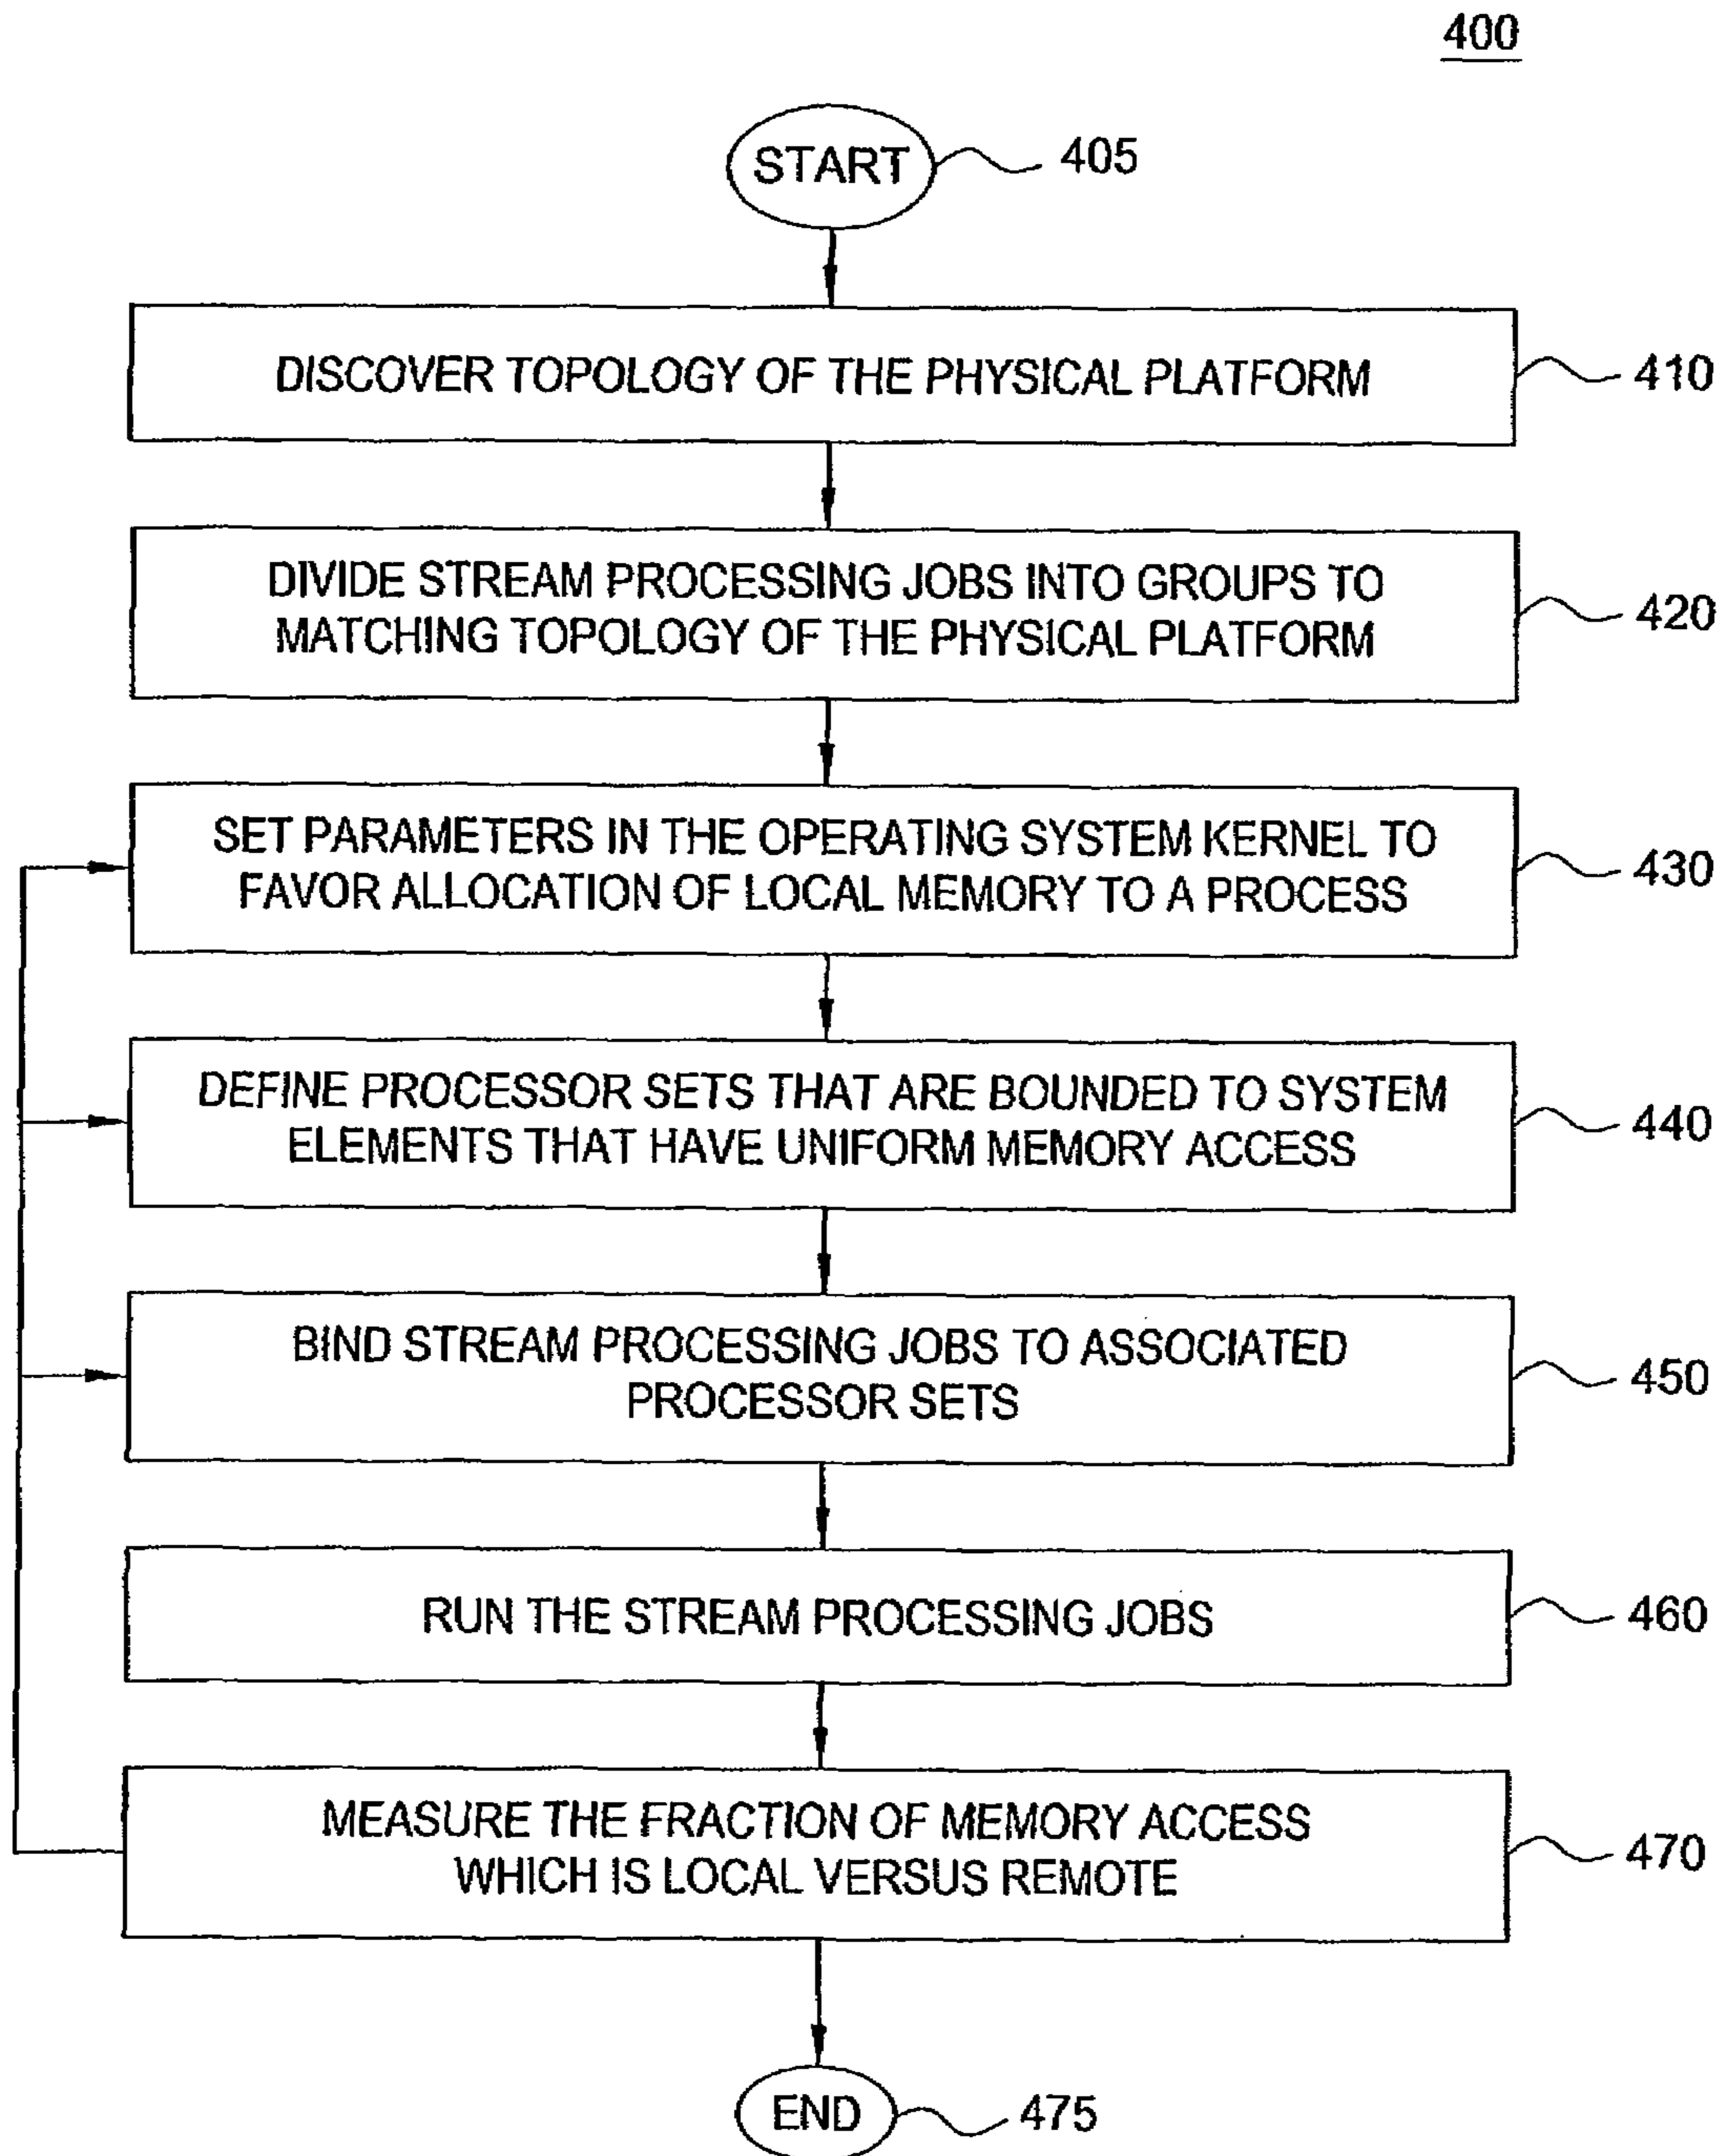 400
START
405
DISCOVER TOPOLOGY OF THE PHYSICAL PLATFORM
410
DIVIDE STREAM PROCESSING JOBS INTO GROUPS TO
MATCHING TOPOLOGY OF THE PHYSICAL PLATFORM
420
SET PARAMETERS IN THE OPERATING SYSTEM KERNEL TO
FAVOR ALLOCATION OF LOCAL MEMORY TO A PROCESS
430
DEFINE PROCESSOR SETS THAT ARE BOUNDED TO SYSTEM
ELEMENTS THAT HAVE UNIFORM MEMORY ACCESS
440
BIND STREAM PROCESSING JOBS TO ASSOCIATED
PROCESSOR SETS
450
RUN THE STREAM PROCESSING JOBS
460
MEASURE THE FRACTION OF MEMORY ACCESS
WHICH IS LOCAL VERSUS REMOTE
470
END
475